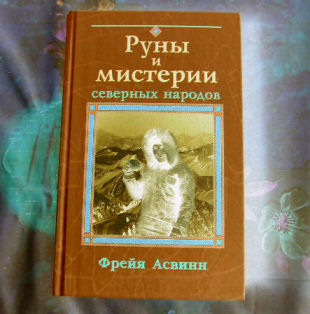 Руны
и
мистерии
северных народов
Фрейя Асвинн